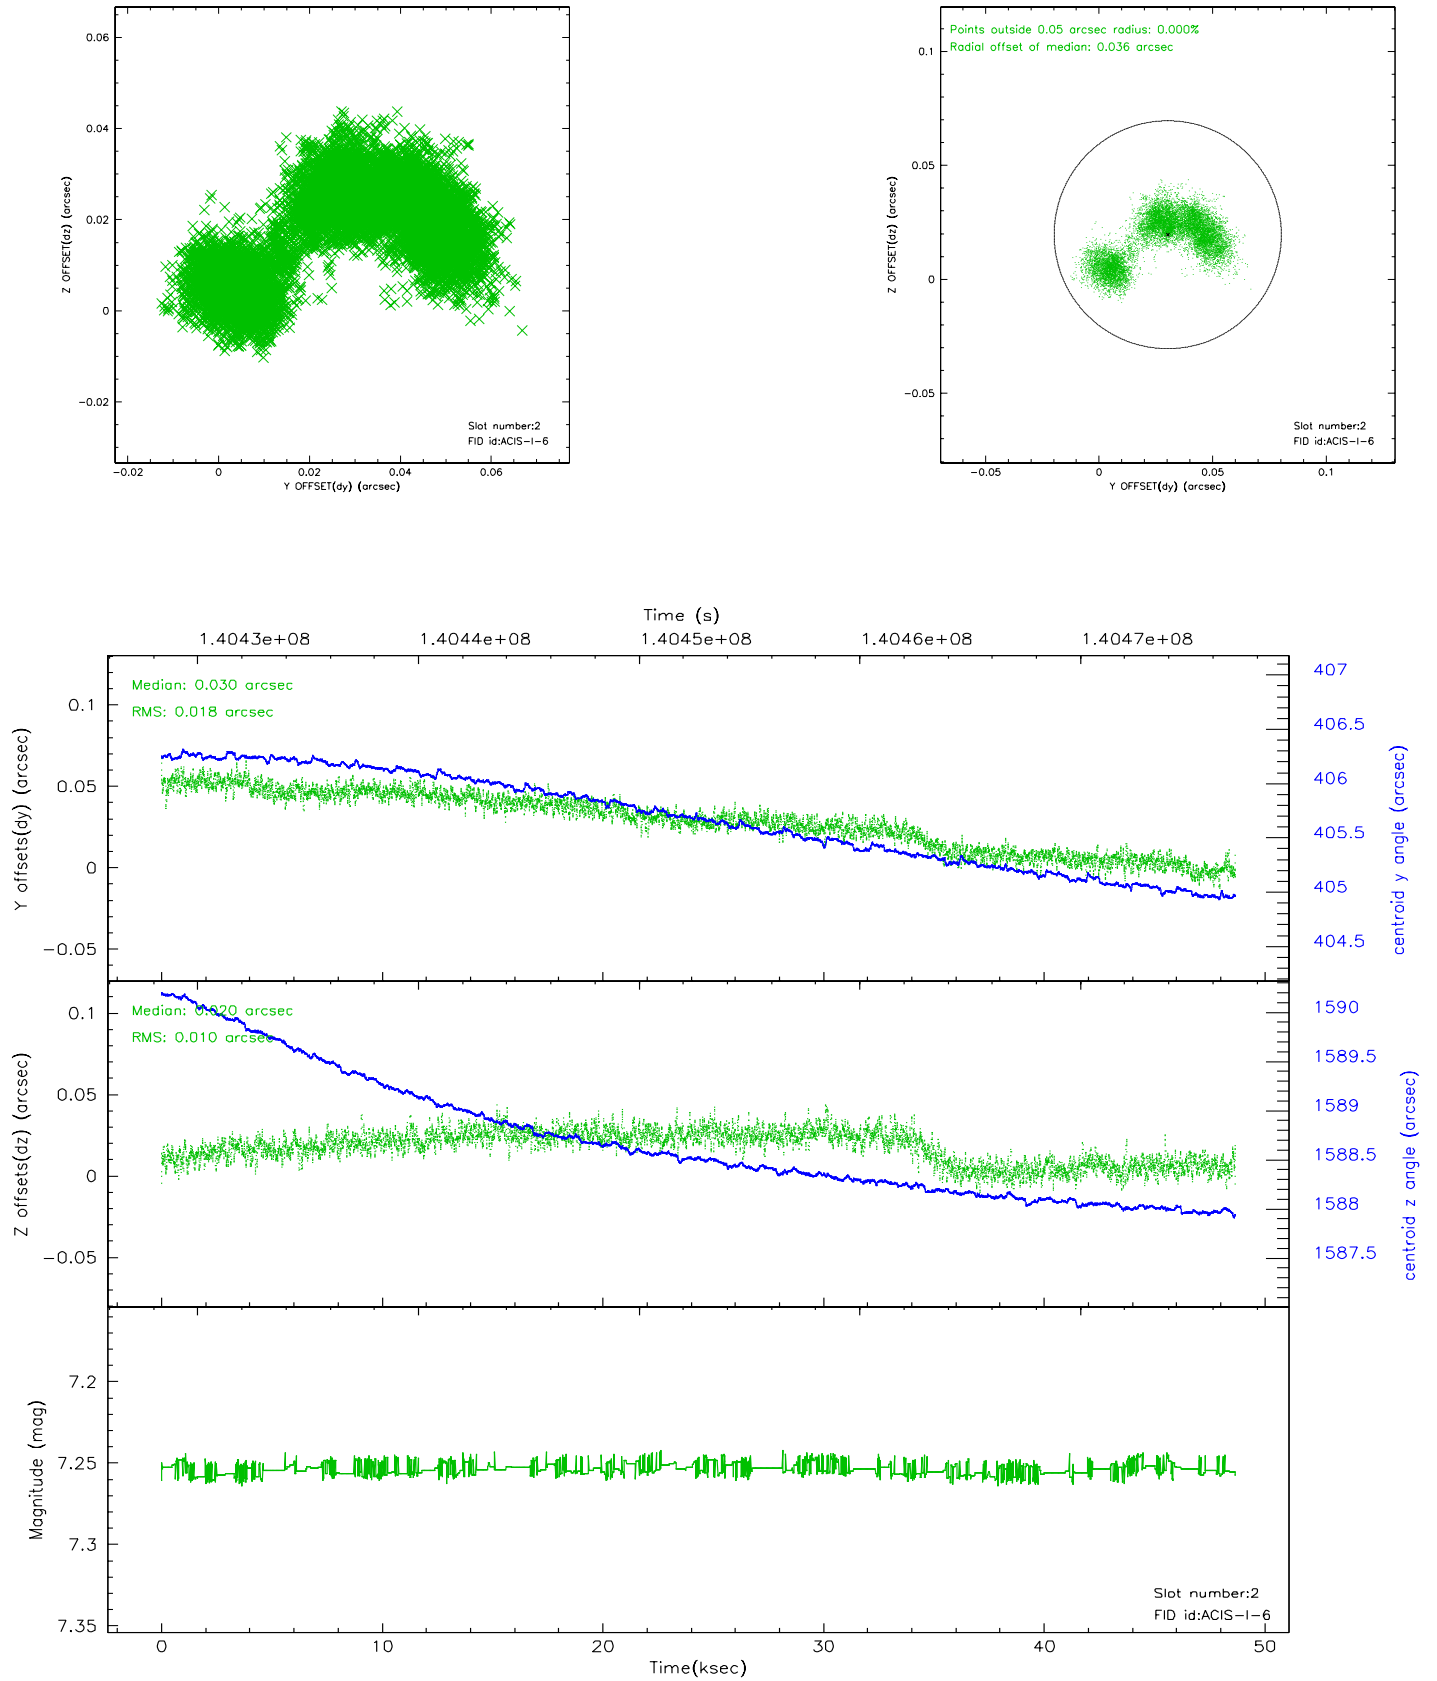 0.06
0.04
0.02
0
-0.02
Z OFFSET(dz) (arcsec)
Slot number:2
FID id:ACIS-I-6
-0.02 0 0.02 0.04 0.06
Y OFFSET(dy) (arcsec)
Points outside 0.05 arcsec radius: 0.000%
Radial offset of median: 0.036 arcsec
0.1
0.05
0
-0.05
Z OFFSET(dz) (arcsec)
Slot number:2
FID id:ACIS-I-6
-0.05 0 0.05 0.1
Y OFFSET(dy) (arcsec)
Time (s)
1.4043e+08 1.4044e+08 1.4045e+08 1.4046e+08 1.4047e+08
Median: 0.030 arcsec
RMS: 0.018 arcsec
0.1
0.05
0
-0.05
Y offsets(dy) (arcsec)
407
406.5
406
405.5
405
404.5
centroid y angle (arcsec)
Median: 0.020 arcsec
RMS: 0.010 arcsec
0.1
0.05
0
-0.05
Z offsets(dz) (arcsec)
1590
1589.5
1589
1588.5
1588
1587.5
centroid z angle (arcsec)
7.2
7.25
7.3
7.35
Magnitude (mag)
Slot number:2
FID id:ACIS-I-6
0 10 20 30 40 50
Time(ksec)